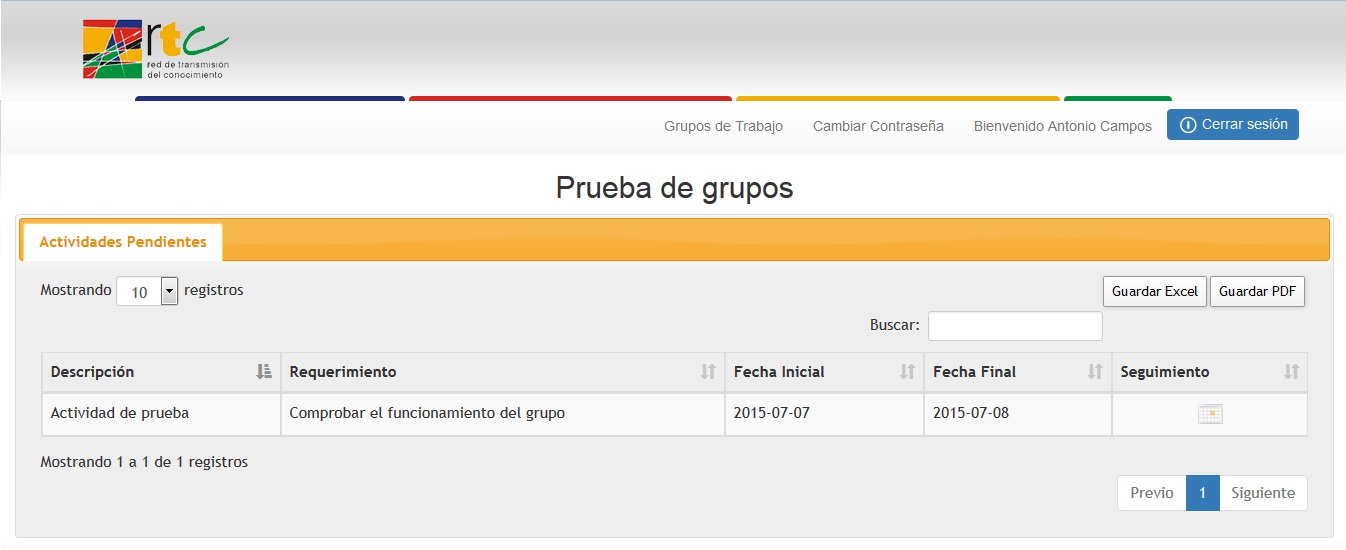 rtc
red de transmisión
del conocimiento
Grupos de Trabajo Cambiar Contraseña Bienvenido Antonio Campos Cerrar sesión
Prueba de grupos
Actividades Pendientes
Mostrando 10 registros Guardar Excel Guardar PDF
Buscar:
Descripción Requerimiento Fecha Inicial Fecha Final Seguimiento
Actividad de prueba Comprobar el funcionamiento del grupo 2015-07-07 2015-07-08
Mostrando 1 a 1 de 1 registros
Previo 1 Siguiente